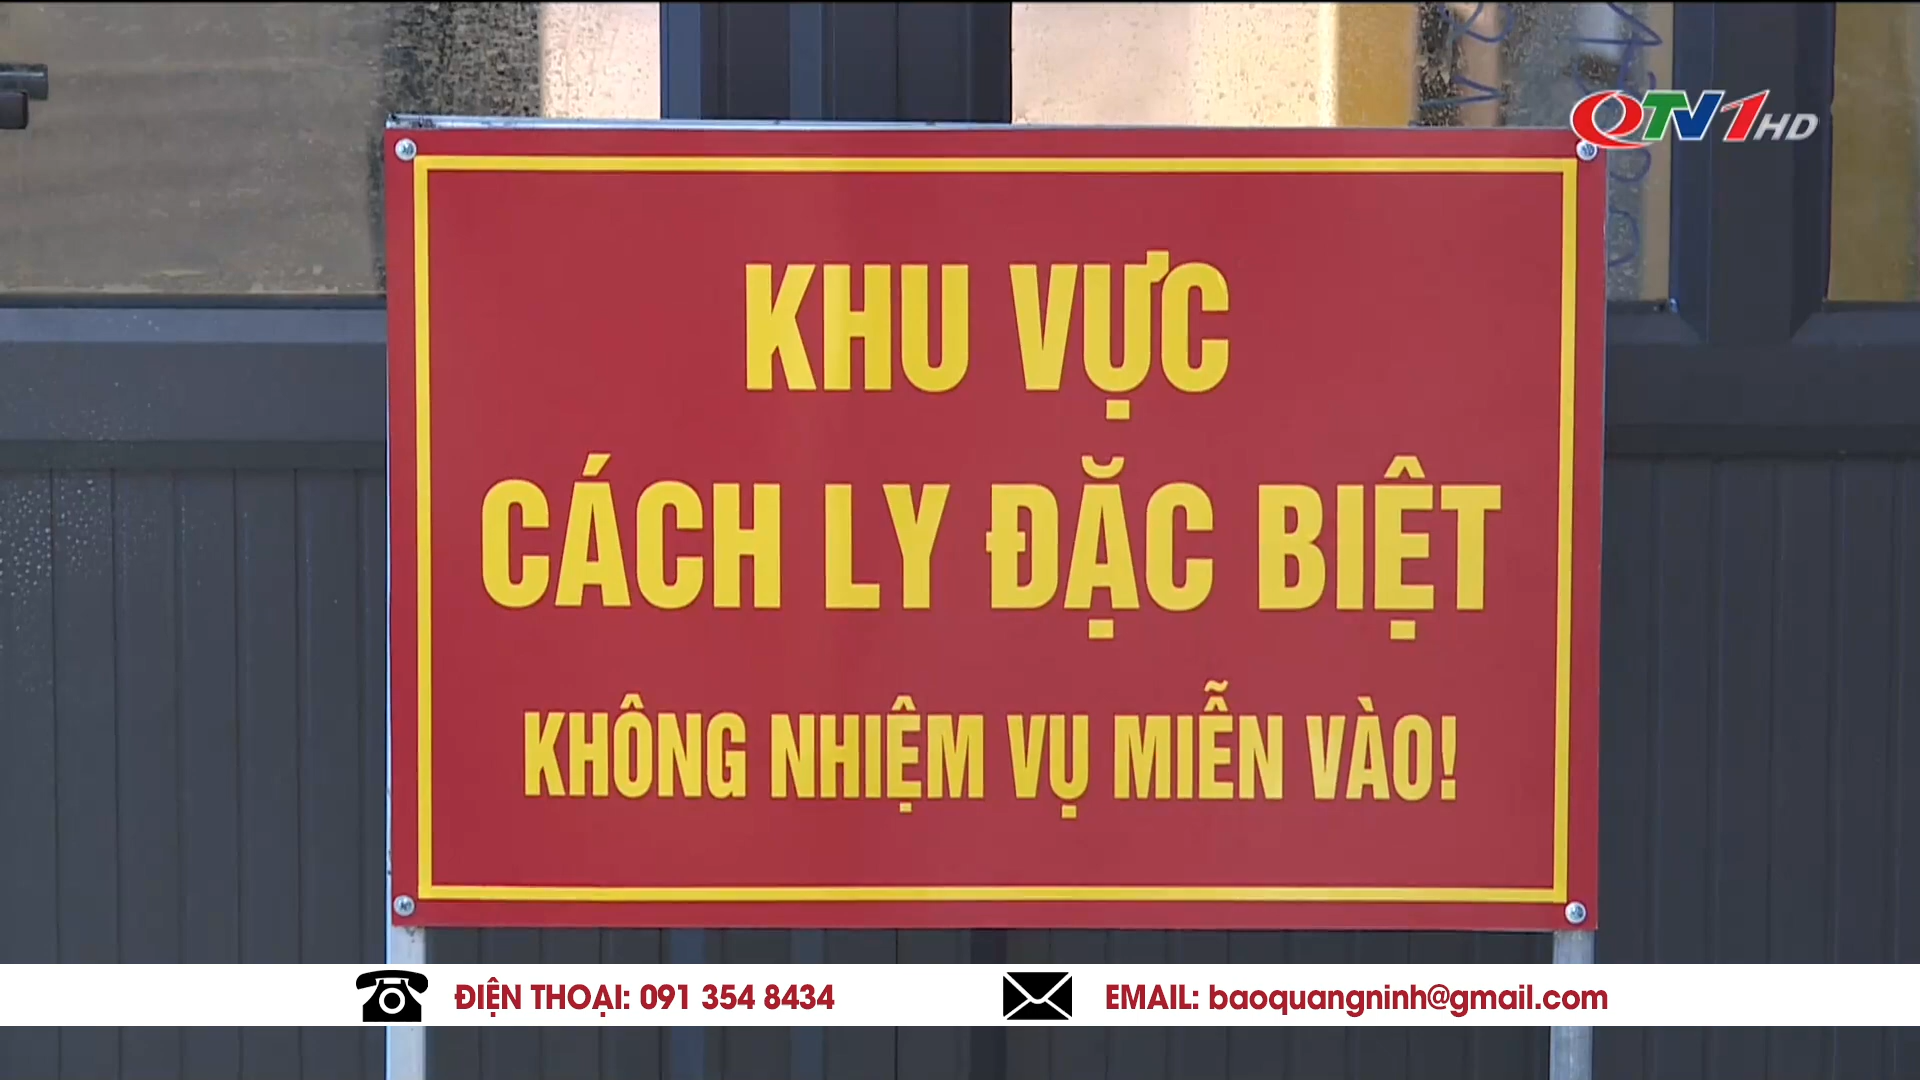 QTV1HD
KHU VỰC
CÁCH LY ĐẶC BIỆT
KHÔNG NHIỆM VỤ MIỄN VÀO!
ĐIỆN THOẠI: 091 354 8434
EMAIL: baoquangninh@gmail.com